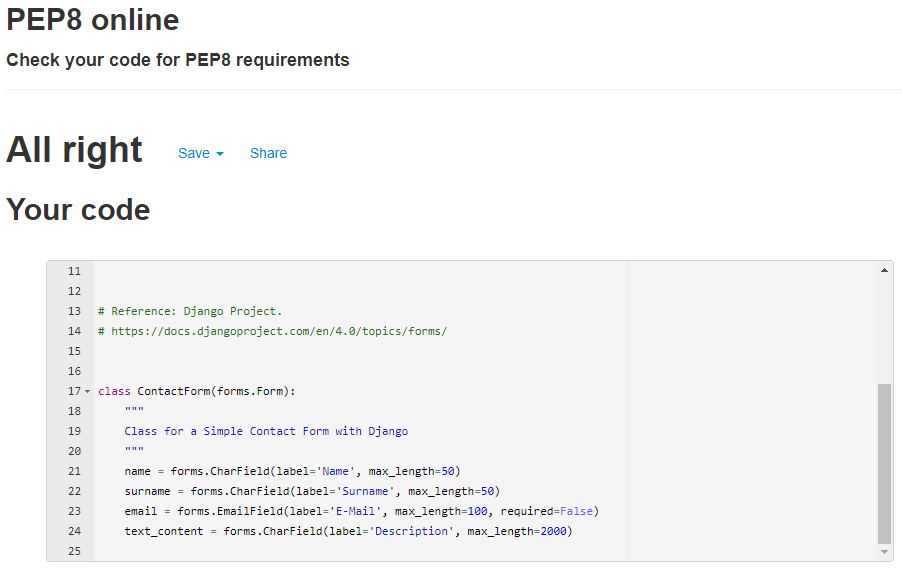 PEP8 online
Check your code for PEP8 requirements
All right Save Share
Your code
11
12
13 # Reference: Django Project.
14 # https://docs.djangoproject.com/en/4.0/topics/forms/
15
16
17 class ContactForm(forms.Form):
18 """
19 Class for a Simple Contact Form with Django
20 """
21 name = forms.CharField(label='Name', max_length=50)
22 surname = forms.CharField(label='Surname', max_length=50)
23 email = forms.EmailField(label='E-Mail', max_length=100, required=False)
24 text_content = forms.CharField(label='Description', max_length=2000)
25